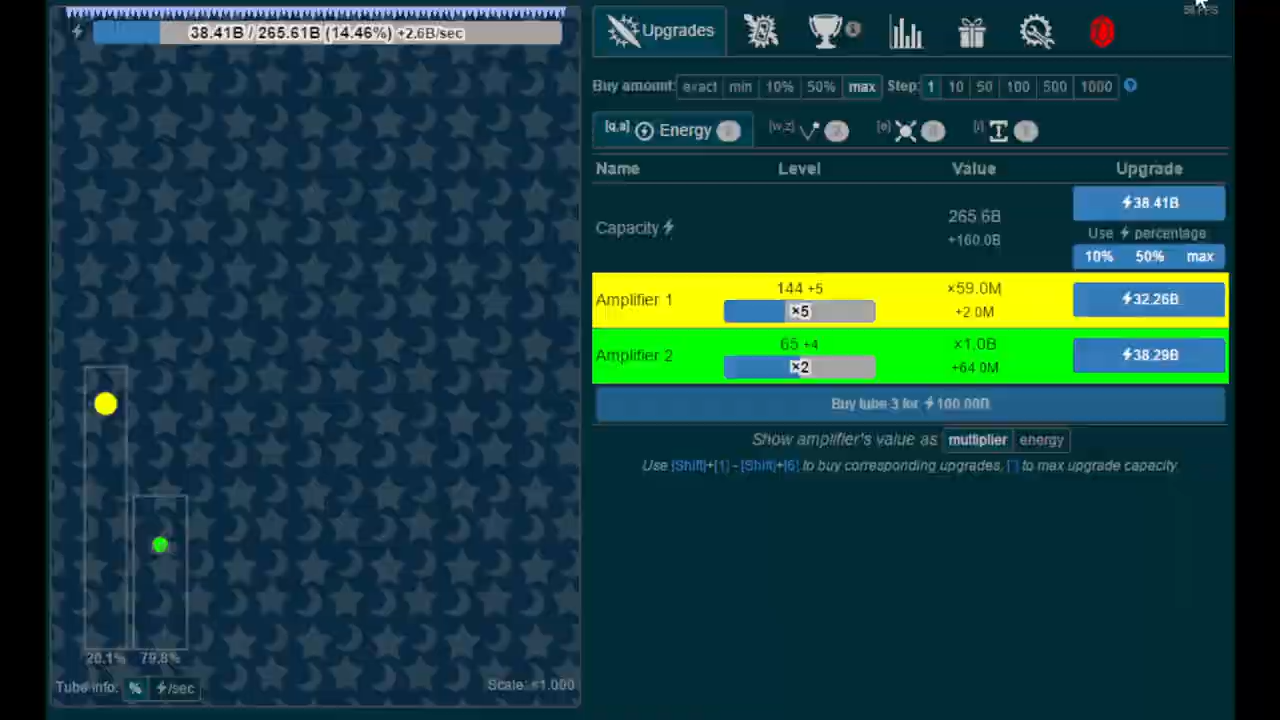 38.41B / 265.61B (14.46%) +2.6B/sec
Upgrades
Buy amount: exact min 10% 50% max Step: 1 10 50 100 500 1000
[q,a] Energy [w,z] [e]
Name Level Value Upgrade
Capacity 265.6B +160.0B 38.41B
Use percentage:
10% 50% max
Amplifier 1 144 +5 ×5 ×59.0M +2.0M 32.26B
Amplifier 2 65 +4 ×2 ×1.0B +64.0M 38.29B
Buy tube 3 for 100.00B
Show amplifier's value as: multiplier energy
Use [Shift]+[1] - [Shift]+[6] to buy corresponding upgrades, to max upgrade capacity.
20.1% 79.8%
Tube info: % /sec
Scale: ×1.000